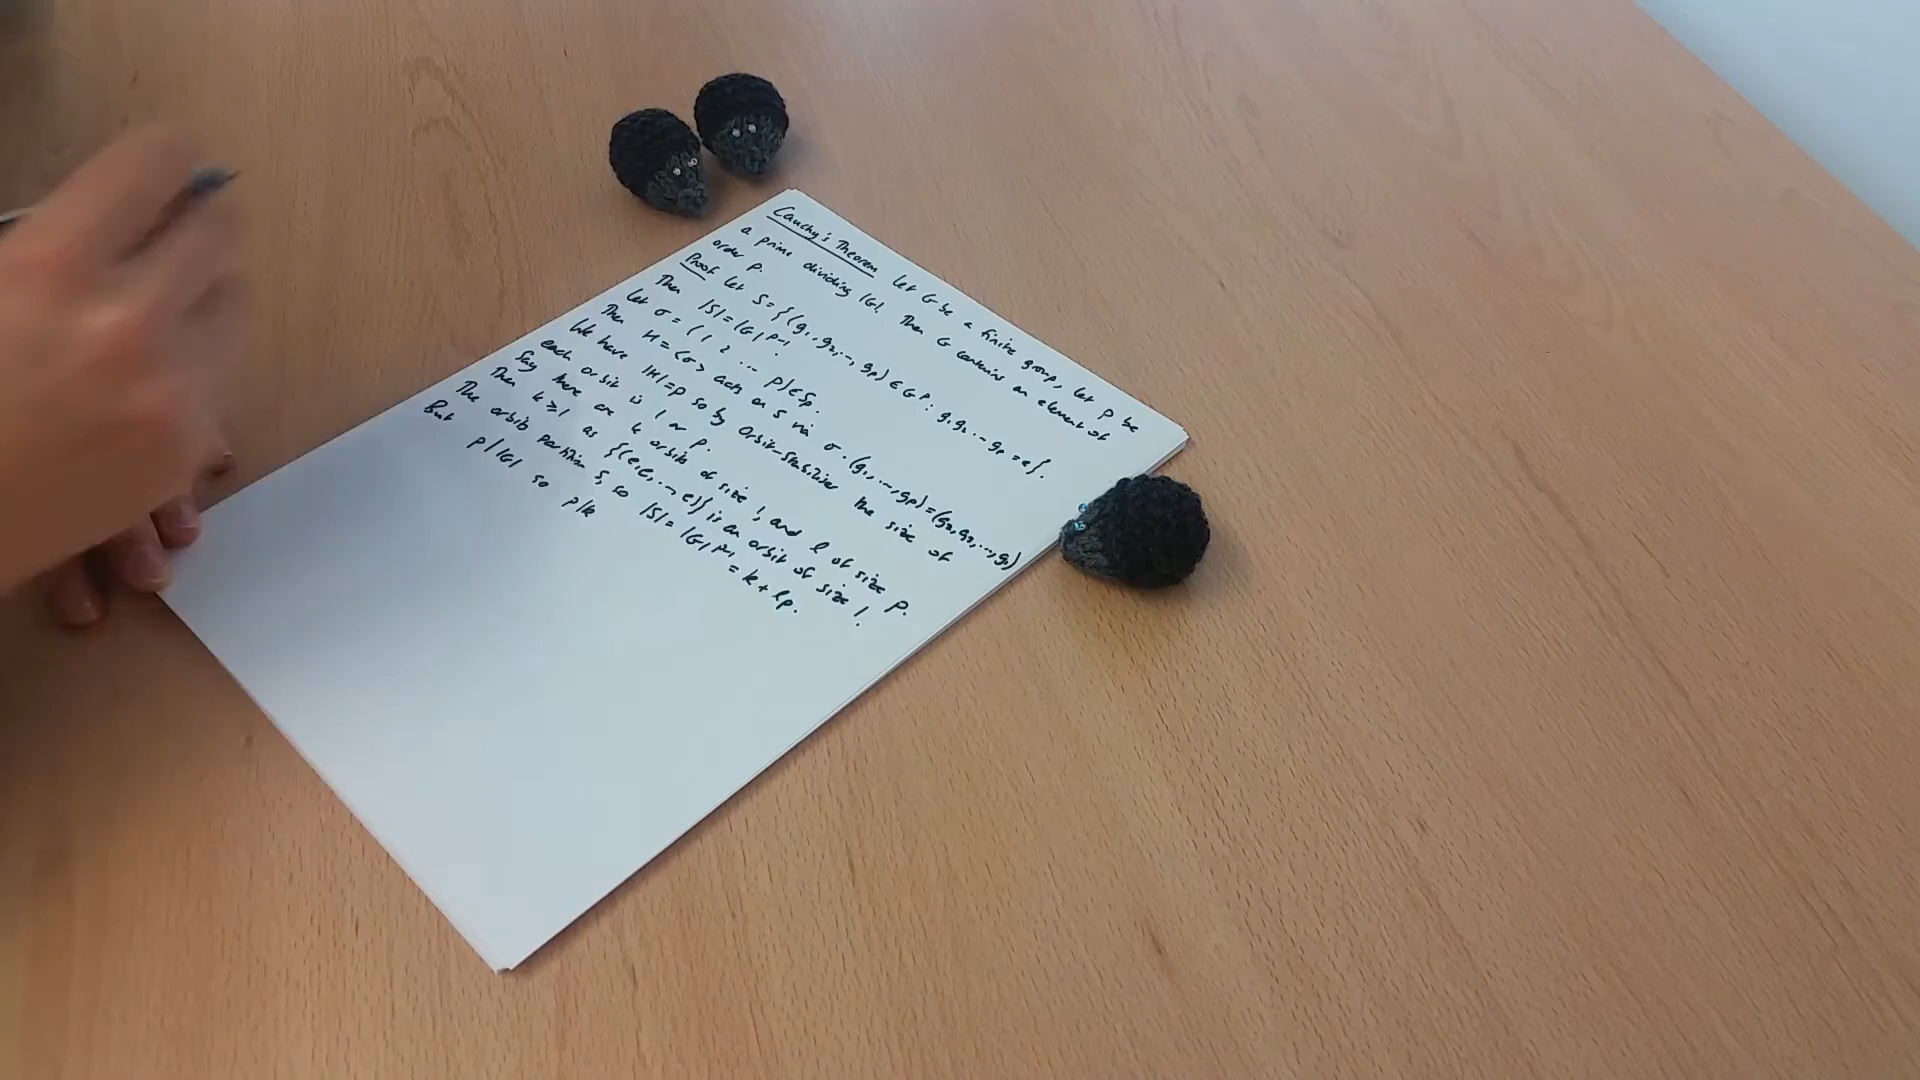 Cauchy's Theorem Let G be a finite group, let p be
a prime dividing |G|. Then G contains an element of
order p.
Proof Let S = {(g₁, g₂, ..., gₚ) ∈ Gᵖ : g₁g₂...gₚ = e}.
Then |S| = |G|ᵖ⁻¹.
Let σ = (1 2 ... p) ∈ Sₚ.
Then H = <σ> acts on S via σ·(g₁, ..., gₚ) = (g₂, g₃, ..., g₁)
We have |H| = p so by Orbit-Stabiliser the size of
each orbit is 1 or p.
Say there are k orbits of size 1, and l of size p.
Then k ≥ 1 as {(e,e,...,e)} is an orbit of size 1.
The orbits partition S, so |S| = |G|ᵖ⁻¹ = k + lp.
But p||G| so p|k